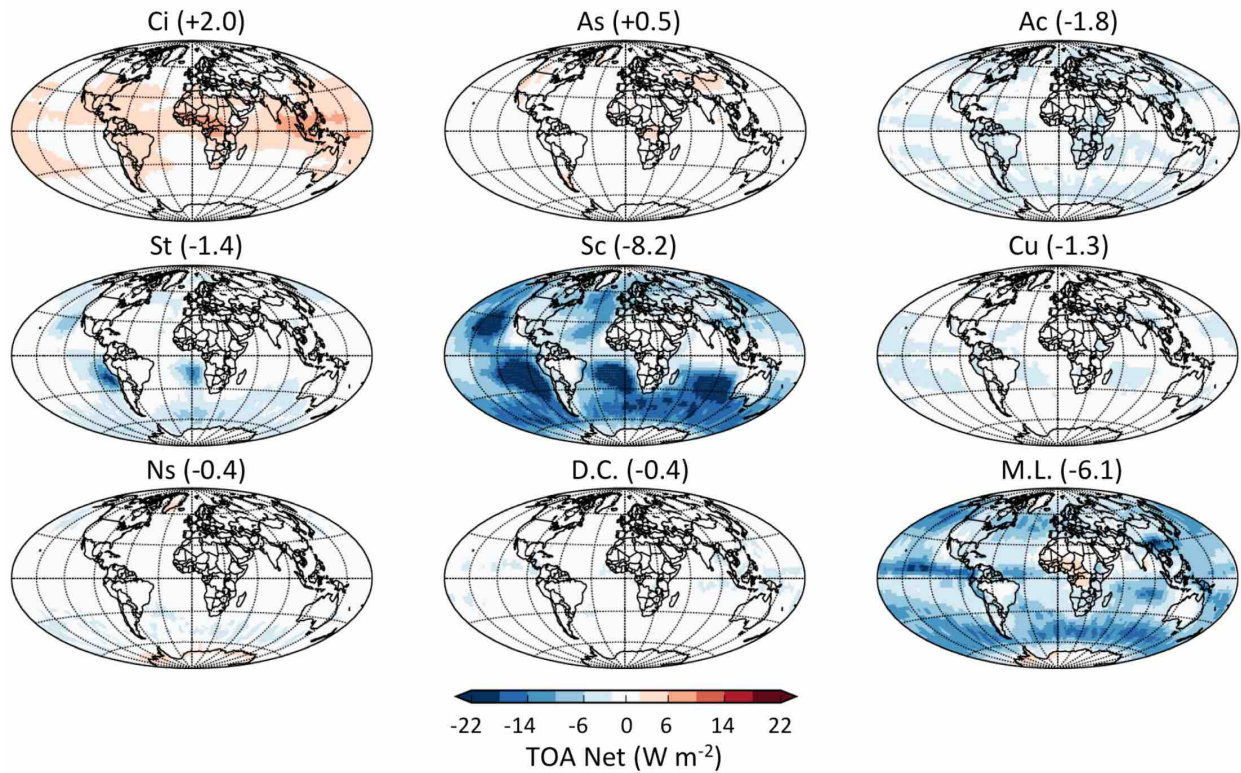 Ci (+2.0)
As (+0.5)
Ac (-1.8)
St (-1.4)
Sc (-8.2)
Cu (-1.3)
Ns (-0.4)
D.C. (-0.4)
M.L. (-6.1)
-22 -14 -6 0 6 14 22
TOA Net (W m⁻²)